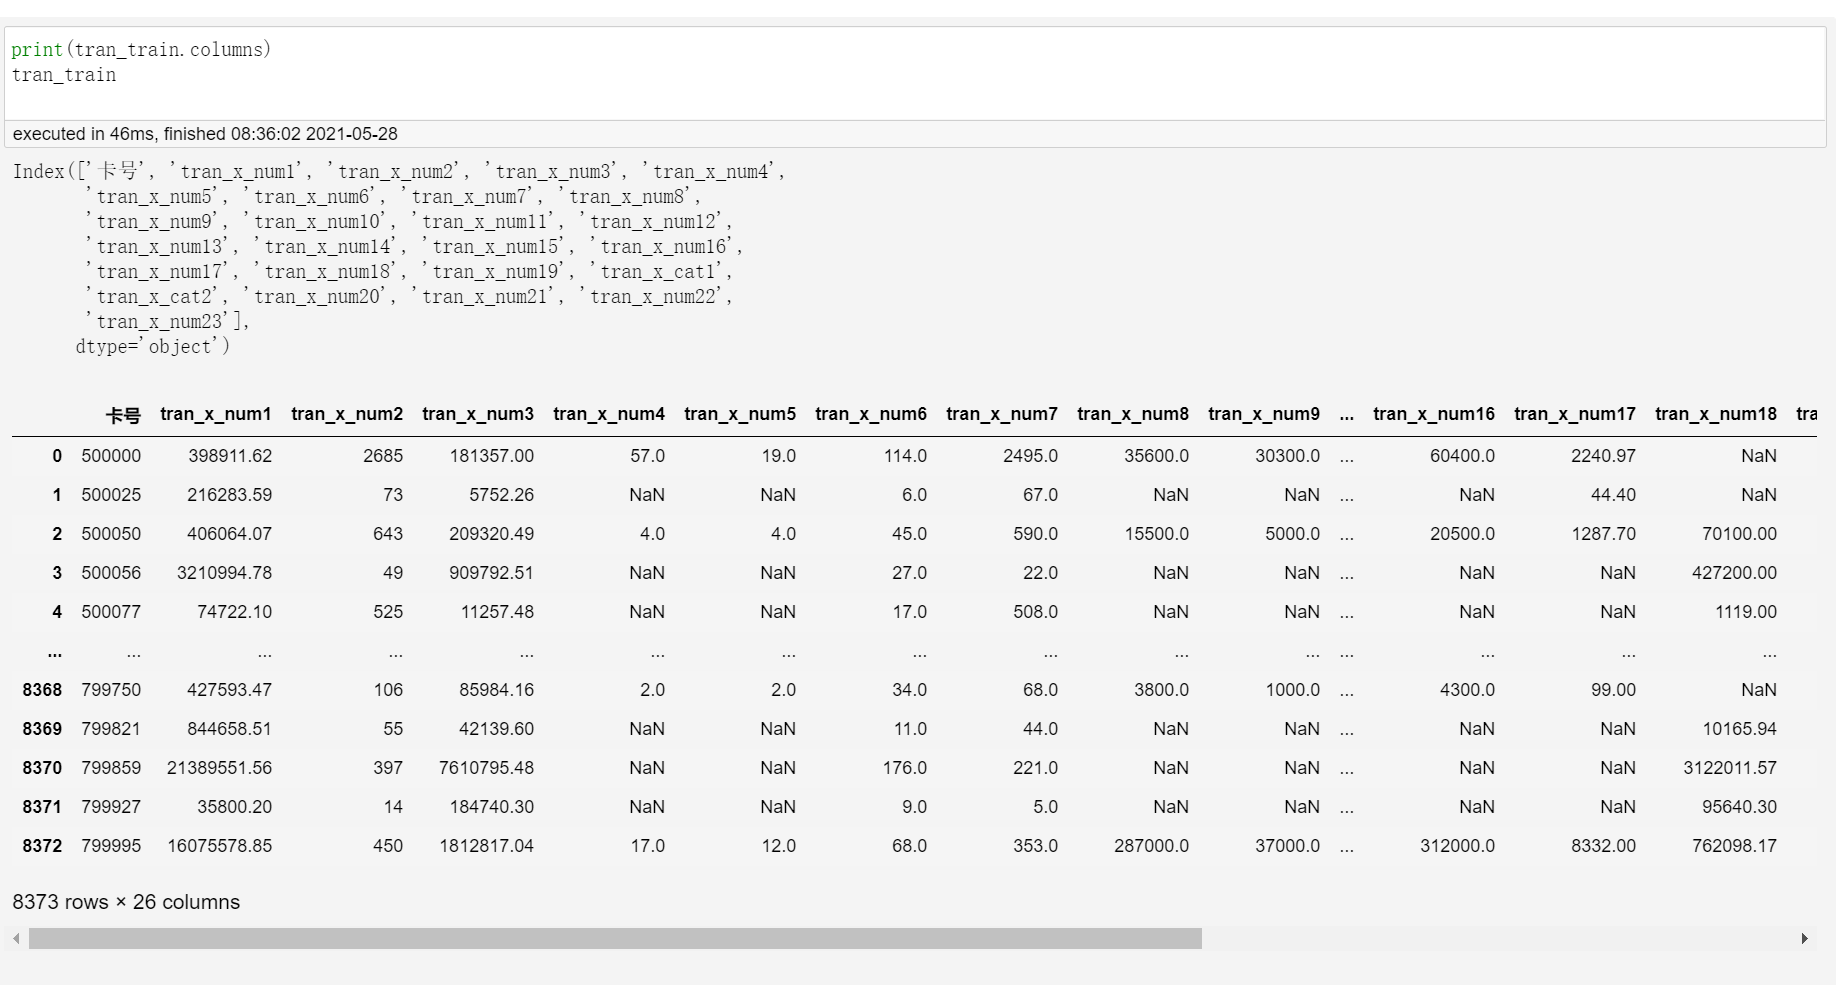 print(tran_train.columns)
tran_train
executed in 46ms, finished 08:36:02 2021-05-28
Index(['卡号', 'tran_x_num1', 'tran_x_num2', 'tran_x_num3', 'tran_x_num4',
'tran_x_num5', 'tran_x_num6', 'tran_x_num7', 'tran_x_num8',
'tran_x_num9', 'tran_x_num10', 'tran_x_num11', 'tran_x_num12',
'tran_x_num13', 'tran_x_num14', 'tran_x_num15', 'tran_x_num16',
'tran_x_num17', 'tran_x_num18', 'tran_x_num19', 'tran_x_cat1',
'tran_x_cat2', 'tran_x_num20', 'tran_x_num21', 'tran_x_num22',
'tran_x_num23'],
dtype='object')
卡号 tran_x_num1 tran_x_num2 tran_x_num3 tran_x_num4 tran_x_num5 tran_x_num6 tran_x_num7 tran_x_num8 tran_x_num9 ... tran_x_num16 tran_x_num17 tran_x_num18 tra
0 500000 398911.62 2685 181357.00 57.0 19.0 114.0 2495.0 35600.0 30300.0 ... 60400.0 2240.97 NaN
1 500025 216283.59 73 5752.26 NaN NaN 6.0 67.0 NaN NaN ... NaN 44.40 NaN
2 500050 406064.07 643 209320.49 4.0 4.0 45.0 590.0 15500.0 5000.0 ... 20500.0 1287.70 70100.00
3 500056 3210994.78 49 909792.51 NaN NaN 27.0 22.0 NaN NaN ... NaN NaN 427200.00
4 500077 74722.10 525 11257.48 NaN NaN 17.0 508.0 NaN NaN ... NaN NaN 1119.00
... ... ... ... ... ... ... ... ... ... ... ... ... ... ...
8368 799750 427593.47 106 85984.16 2.0 2.0 34.0 68.0 3800.0 1000.0 ... 4300.0 99.00 NaN
8369 799821 844658.51 55 42139.60 NaN NaN 11.0 44.0 NaN NaN ... NaN NaN 10165.94
8370 799859 21389551.56 397 7610795.48 NaN NaN 176.0 221.0 NaN NaN ... NaN NaN 3122011.57
8371 799927 35800.20 14 184740.30 NaN NaN 9.0 5.0 NaN NaN ... NaN NaN 95640.30
8372 799995 16075578.85 450 1812817.04 17.0 12.0 68.0 353.0 287000.0 37000.0 ... 312000.0 8332.00 762098.17
8373 rows × 26 columns